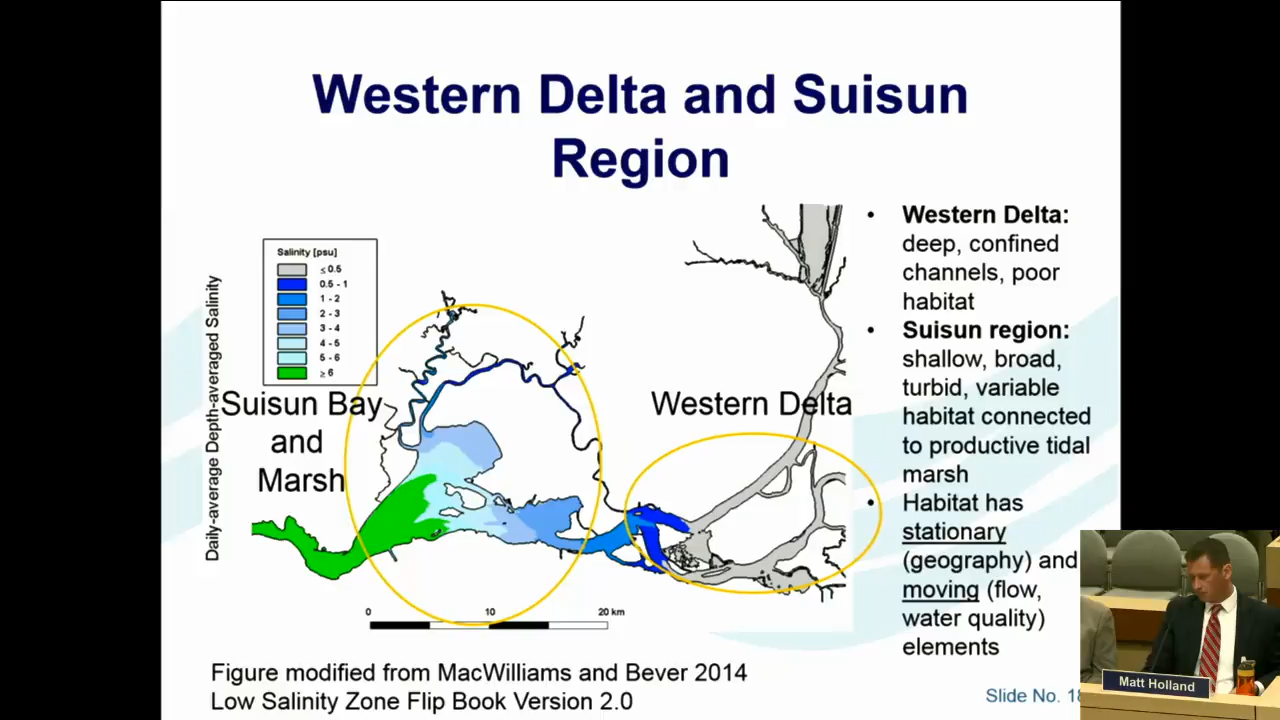 Western Delta and Suisun
Region
Daily-average Depth-averaged Salinity
Salinity [psu]
≤ 0.5
0.5 - 1
1 - 2
2 - 3
3 - 4
4 - 5
5 - 6
≥ 6
Suisun Bay
and
Marsh
Western Delta
0 10 20 km
• Western Delta:
deep, confined
channels, poor
habitat
• Suisun region:
shallow, broad,
turbid, variable
habitat connected
to productive tidal
marsh
• Habitat has
stationary
(geography) and
moving (flow,
water quality)
elements
Figure modified from MacWilliams and Bever 2014
Low Salinity Zone Flip Book Version 2.0
Slide No.
Matt Holland